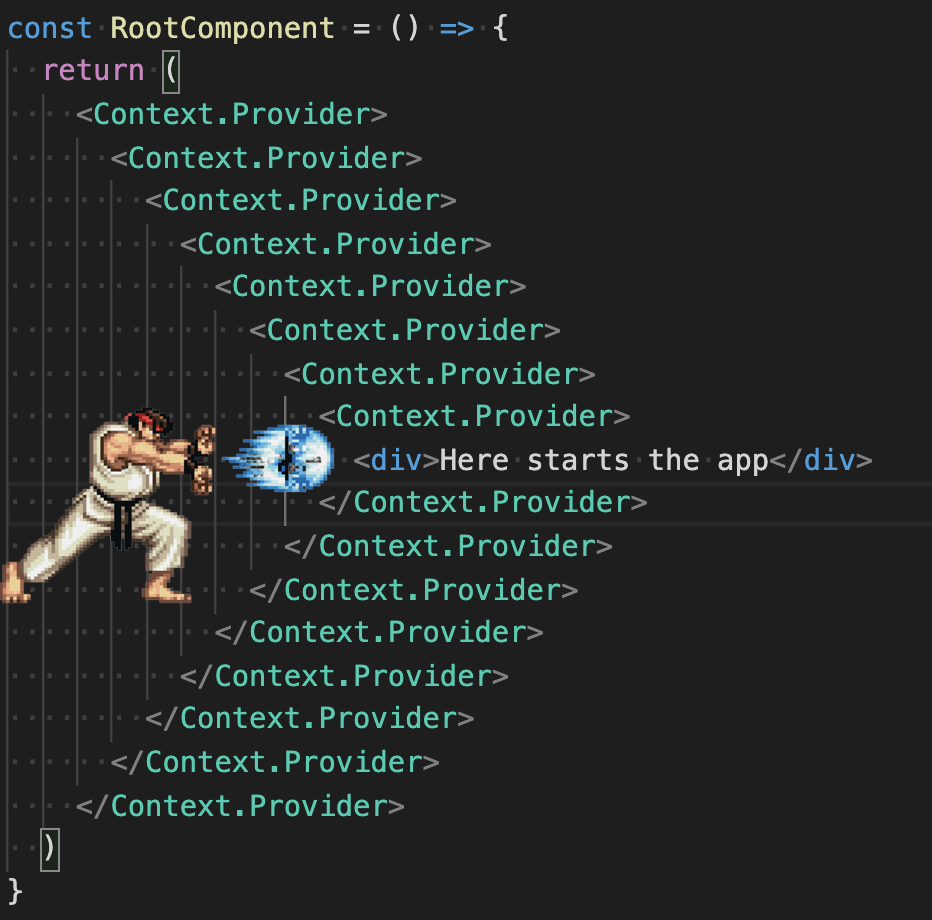 const RootComponent = () => {
  return (
    <Context.Provider>
      <Context.Provider>
        <Context.Provider>
          <Context.Provider>
            <Context.Provider>
              <Context.Provider>
                <Context.Provider>
                  <Context.Provider>
                    <div>Here starts the app</div>
                  </Context.Provider>
                </Context.Provider>
              </Context.Provider>
            </Context.Provider>
          </Context.Provider>
        </Context.Provider>
      </Context.Provider>
    </Context.Provider>
  )
}